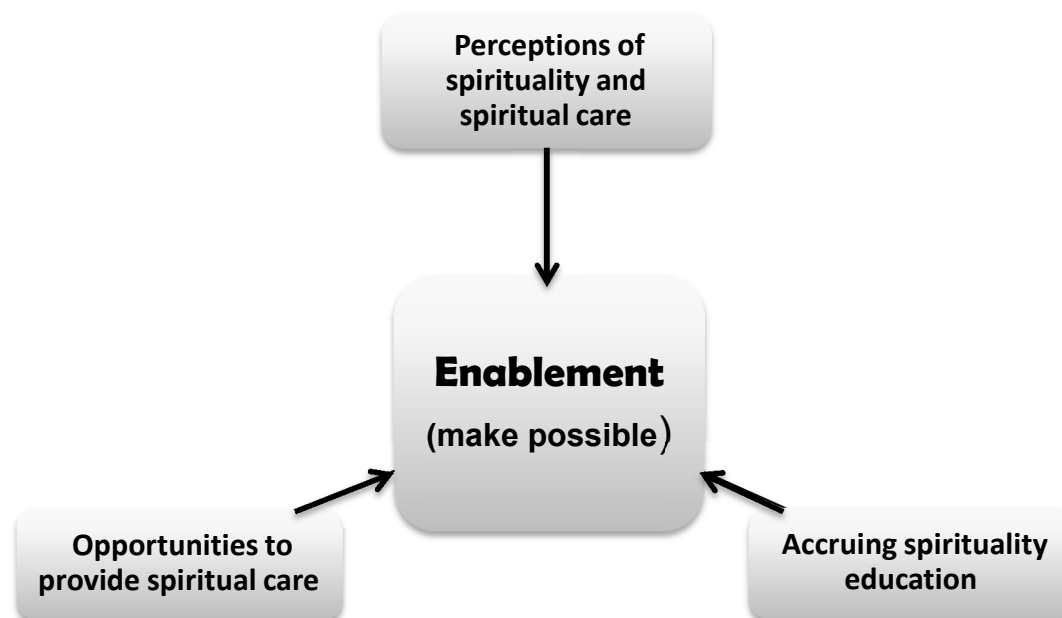 Perceptions of
spirituality and
spiritual care
Enablement
(make possible)
Opportunities to
provide spiritual care
Accruing spirituality
education